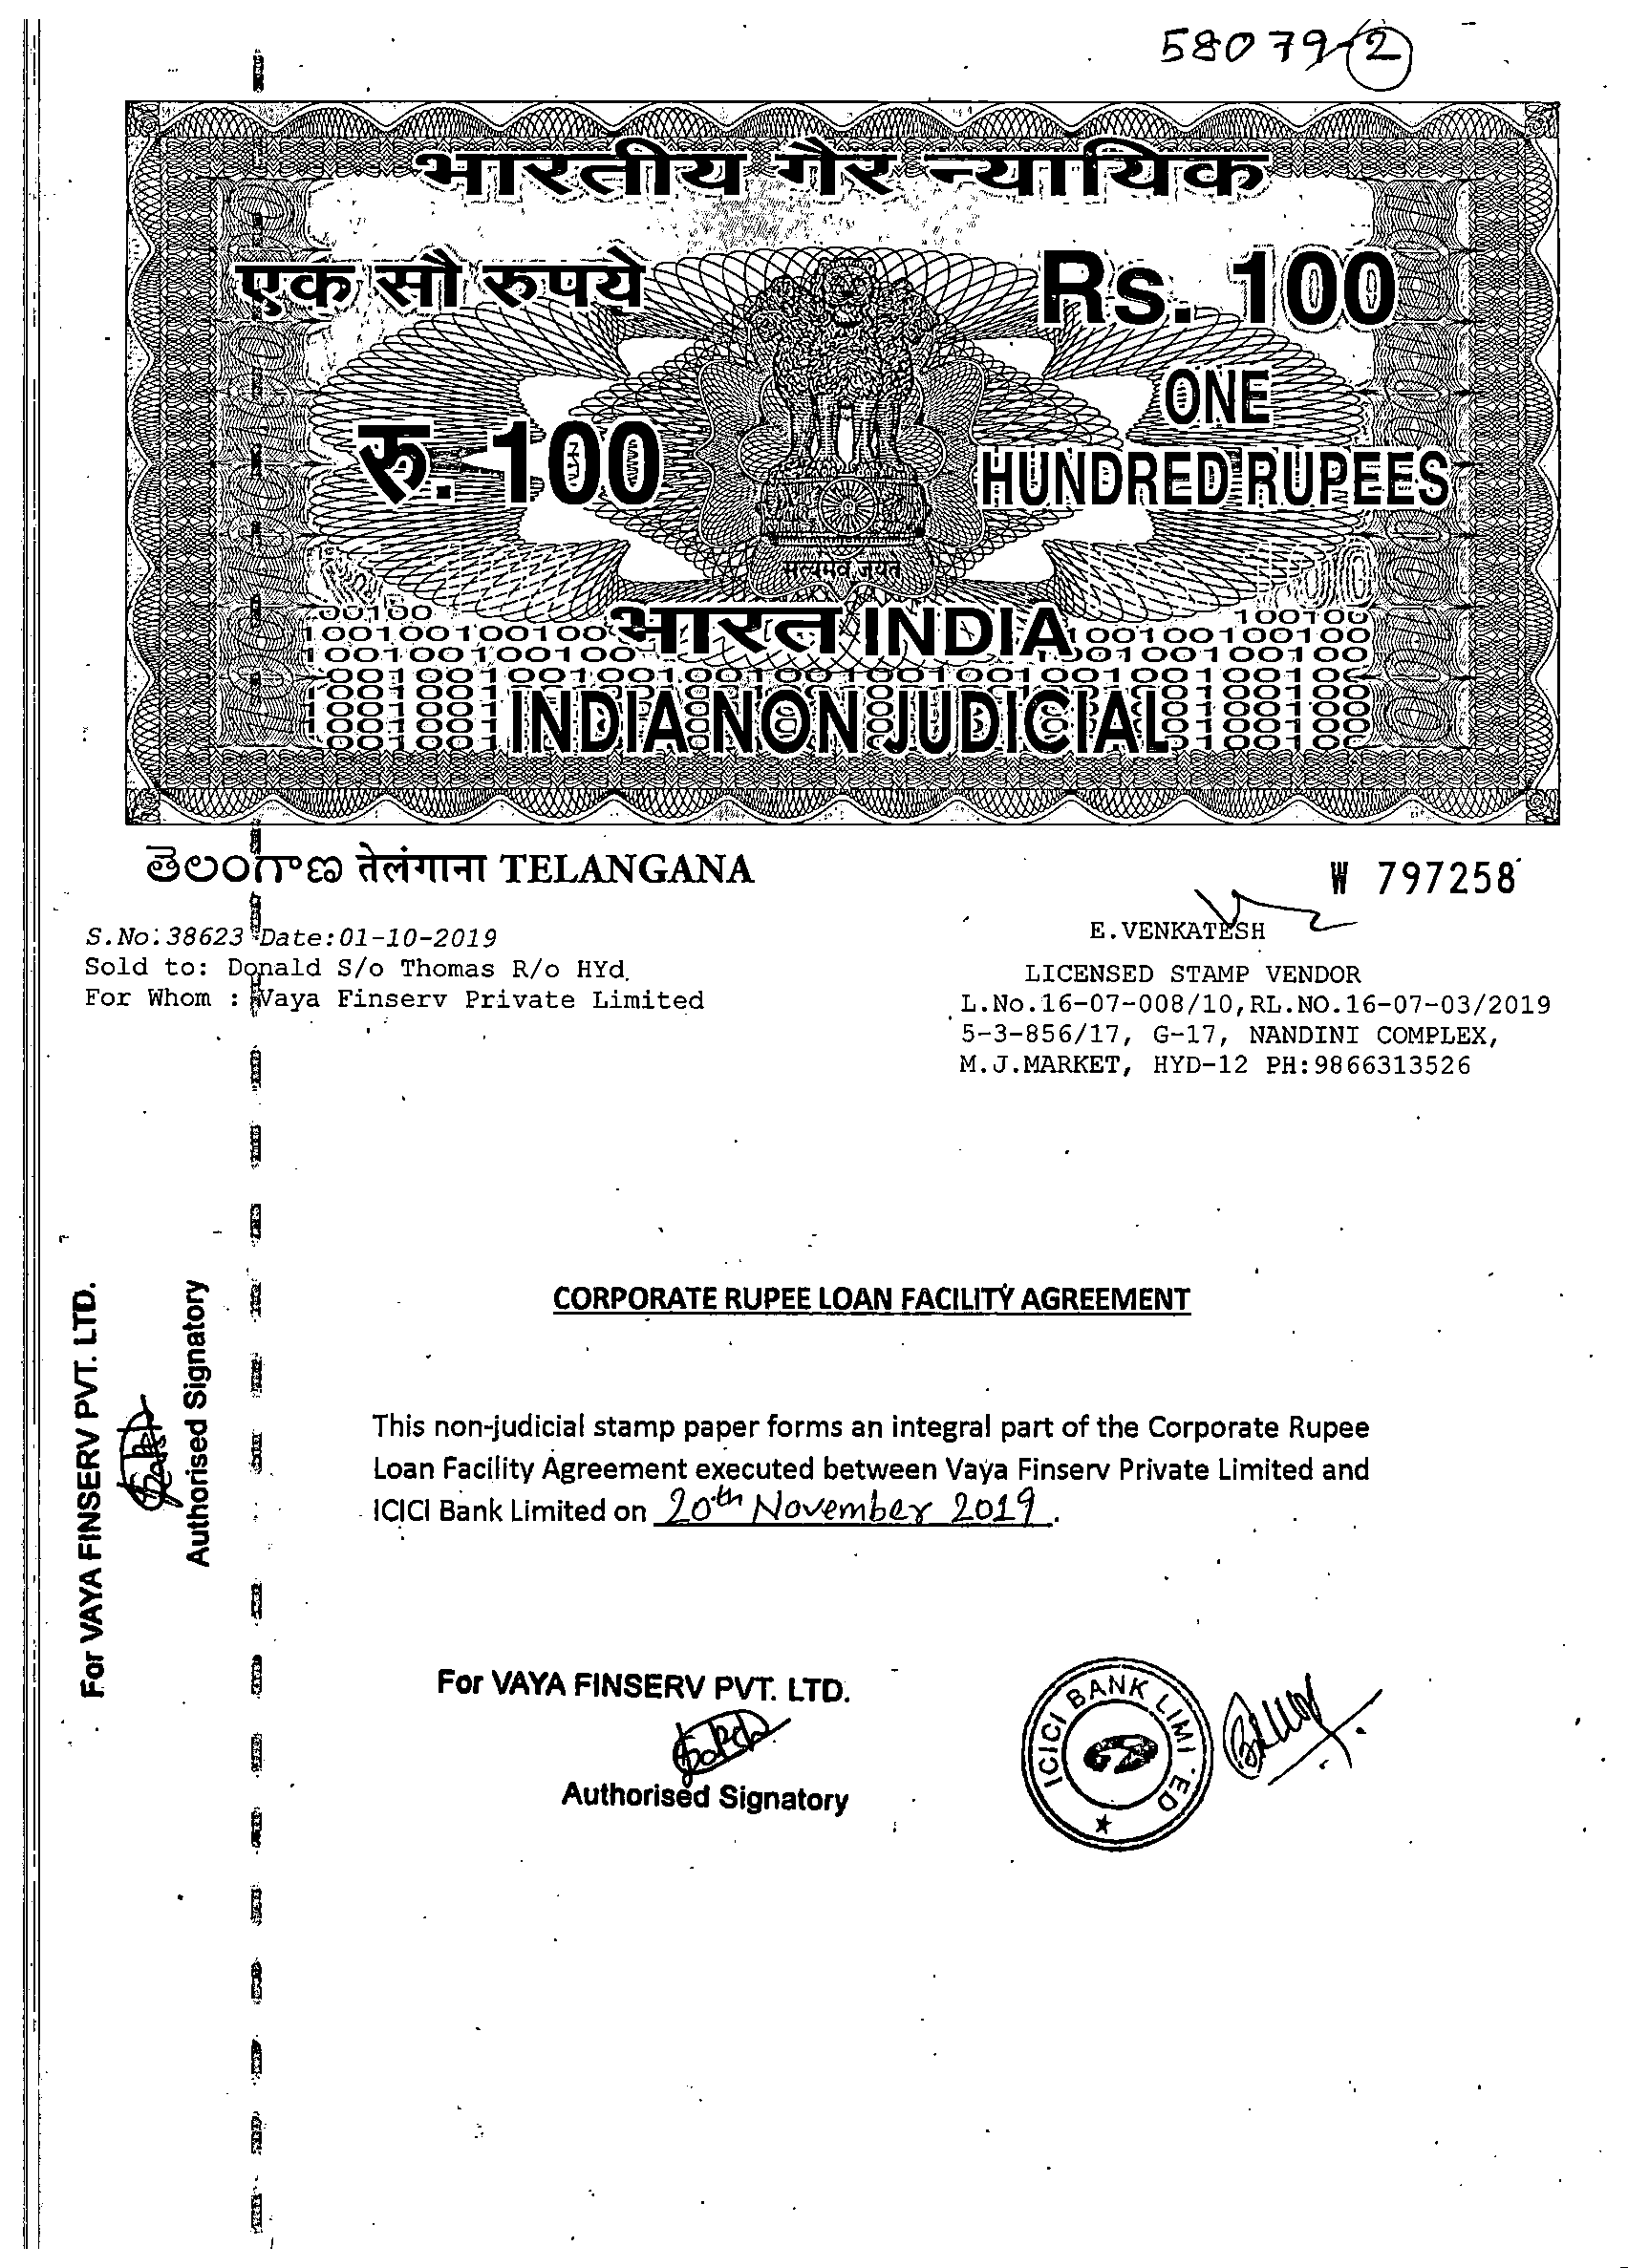 58079-2
भारतीय गैर न्यायिक
एक सौ रुपये
Rs. 100
रु. 100
ONE
HUNDRED RUPEES
सत्यमेव जयते
भारत INDIA
INDIA NON JUDICIAL
తెలంగాణ तेलंगाना TELANGANA
W 797258
S.No:38623 Date:01-10-2019
Sold to: Donald S/o Thomas R/o HYd.
For Whom : Vaya Finserv Private Limited
E.VENKATESH
LICENSED STAMP VENDOR
L.No.16-07-008/10,RL.NO.16-07-03/2019
5-3-856/17, G-17, NANDINI COMPLEX,
M.J.MARKET, HYD-12 PH:9866313526
For VAYA FINSERV PVT. LTD.
Authorised Signatory
CORPORATE RUPEE LOAN FACILITY AGREEMENT
This non-judicial stamp paper forms an integral part of the Corporate Rupee
Loan Facility Agreement executed between Vaya Finserv Private Limited and
ICICI Bank Limited on 20th November 2019.
For VAYA FINSERV PVT. LTD.
Authorised Signatory
ICICI BANK LIMI ED